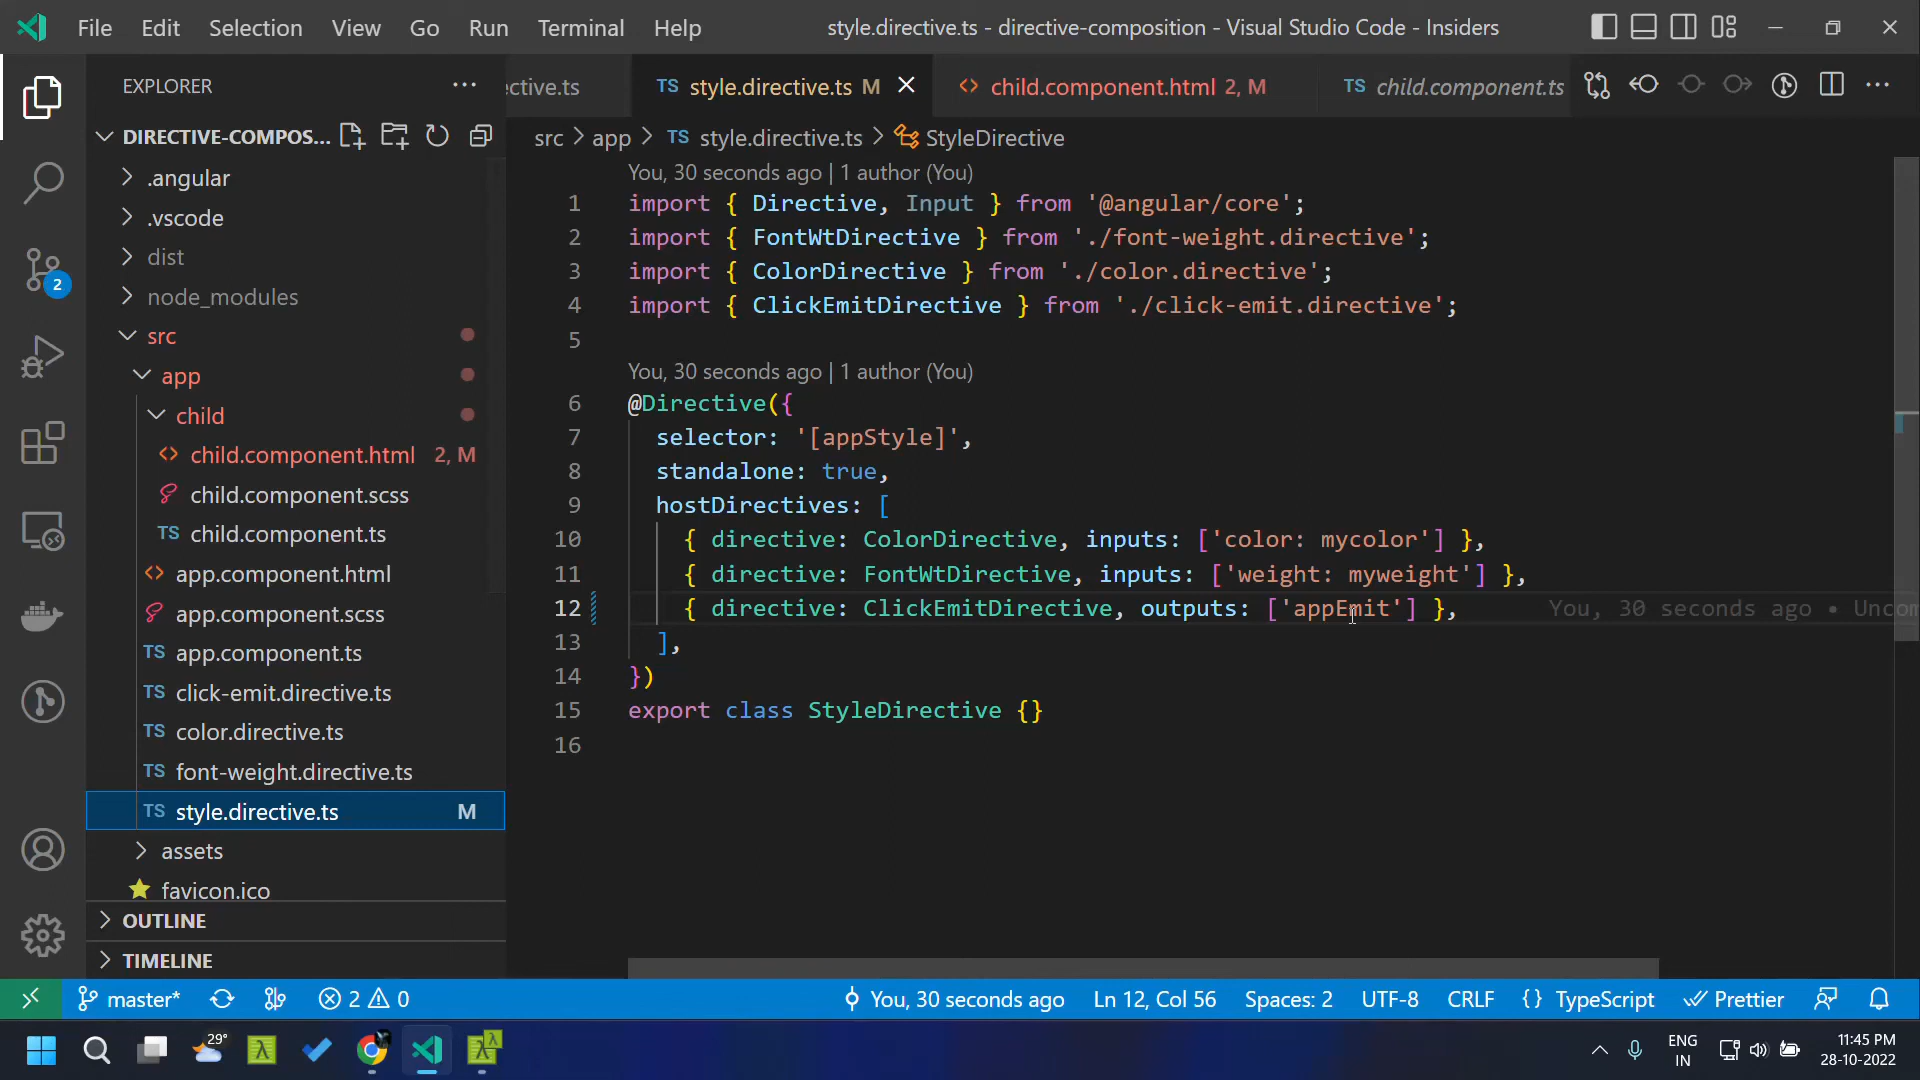 File Edit Selection View Go Run Terminal Help
style.directive.ts - directive-composition - Visual Studio Code - Insiders
EXPLORER
ective.ts
TS style.directive.ts M
<> child.component.html 2, M
TS child.component.ts
DIRECTIVE-COMPOS...
src > app > TS style.directive.ts > StyleDirective
.angular
.vscode
dist
node_modules
src
app
child
<> child.component.html 2, M
child.component.scss
TS child.component.ts
<> app.component.html
app.component.scss
TS app.component.ts
TS click-emit.directive.ts
TS color.directive.ts
TS font-weight.directive.ts
TS style.directive.ts M
assets
favicon.ico
OUTLINE
TIMELINE
2
You, 30 seconds ago | 1 author (You)
1 import { Directive, Input } from '@angular/core';
2 import { FontWtDirective } from './font-weight.directive';
3 import { ColorDirective } from './color.directive';
4 import { ClickEmitDirective } from './click-emit.directive';
5
You, 30 seconds ago | 1 author (You)
6 @Directive({
7 selector: '[appStyle]',
8 standalone: true,
9 hostDirectives: [
10 { directive: ColorDirective, inputs: ['color: mycolor'] },
11 { directive: FontWtDirective, inputs: ['weight: myweight'] },
12 { directive: ClickEmitDirective, outputs: ['appEmit'] }, You, 30 seconds ago • Uncom
13 ],
14 })
15 export class StyleDirective {}
16
master* 2 0 You, 30 seconds ago Ln 12, Col 56 Spaces: 2 UTF-8 CRLF {} TypeScript Prettier
29°
ENG
IN
11:45 PM
28-10-2022